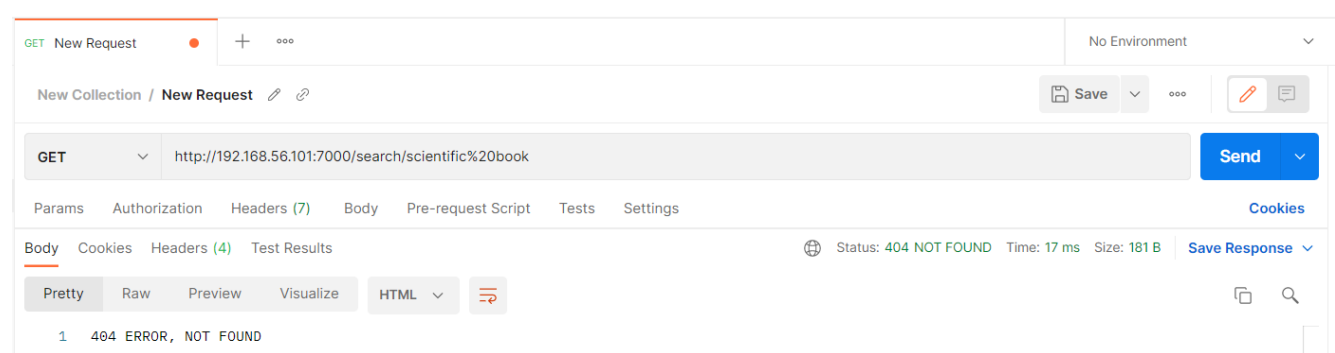 GET New Request
No Environment
New Collection / New Request
Save
GET http://192.168.56.101:7000/search/scientific%20book Send
Params Authorization Headers (7) Body Pre-request Script Tests Settings Cookies
Body Cookies Headers (4) Test Results Status: 404 NOT FOUND Time: 17 ms Size: 181 B Save Response
Pretty Raw Preview Visualize HTML
1 404 ERROR, NOT FOUND